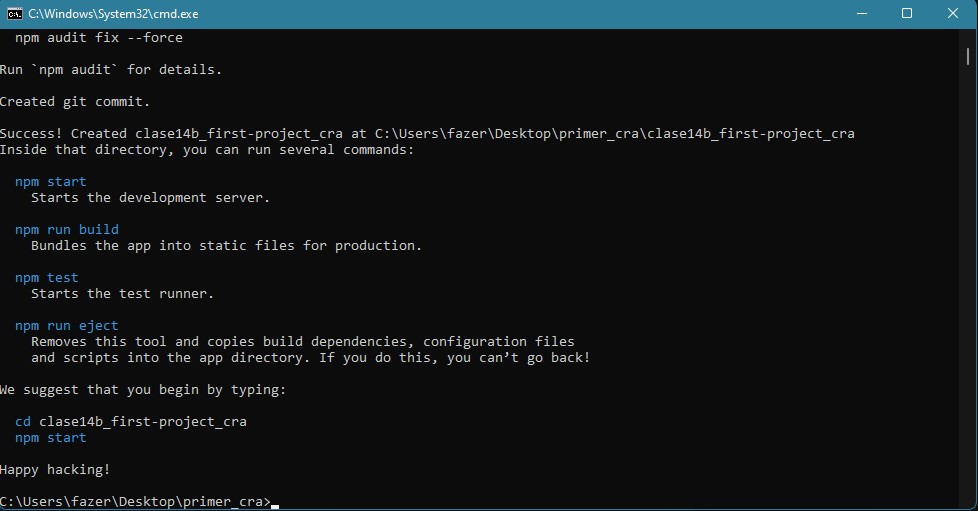 C:\Windows\System32\cmd.exe
npm audit fix --force
Run `npm audit` for details.
Created git commit.
Success! Created clase14b_first-project_cra at C:\Users\fazer\Desktop\primer_cra\clase14b_first-project_cra
Inside that directory, you can run several commands:
npm start
Starts the development server.
npm run build
Bundles the app into static files for production.
npm test
Starts the test runner.
npm run eject
Removes this tool and copies build dependencies, configuration files
and scripts into the app directory. If you do this, you can’t go back!
We suggest that you begin by typing:
cd clase14b_first-project_cra
npm start
Happy hacking!
C:\Users\fazer\Desktop\primer_cra>